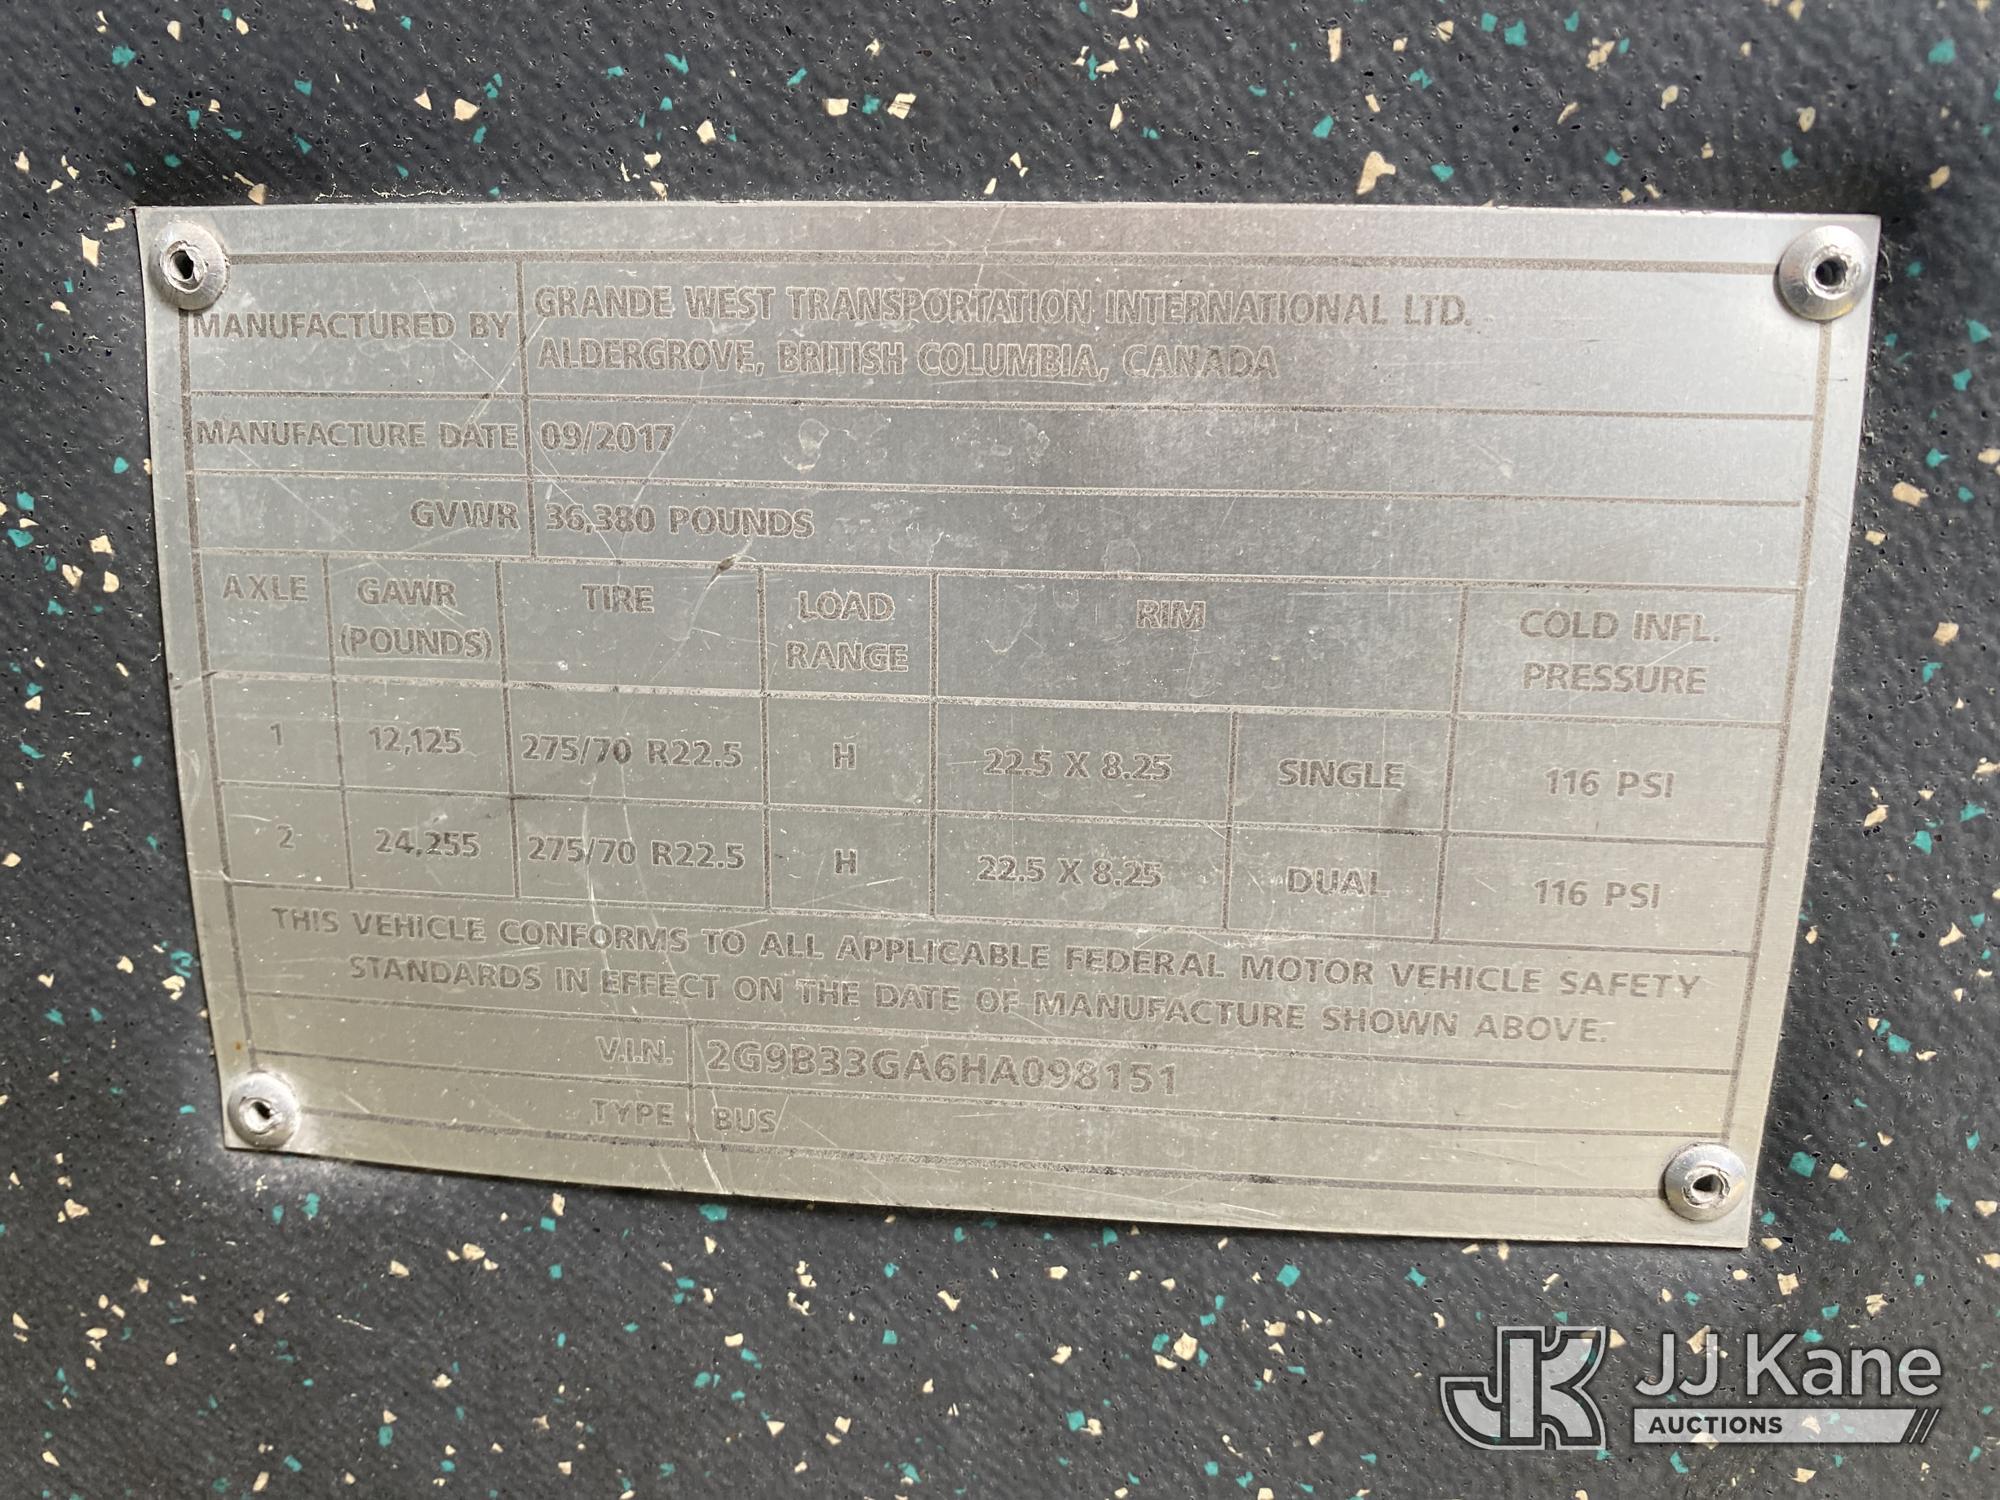 MANUFACTURED BY
GRANDE WEST TRANSPORTATION INTERNATIONAL LTD.
ALDERGROVE, BRITISH COLUMBIA, CANADA
MANUFACTURE DATE 09/2017
GVWR 36,380 POUNDS
AXLE GAWR (POUNDS) TIRE LOAD RANGE RIM COLD INFL. PRESSURE
1 12,125 275/70 R22.5 H 22.5 X 8.25 SINGLE 116 PSI
2 24,255 275/70 R22.5 H 22.5 X 8.25 DUAL 116 PSI
THIS VEHICLE CONFORMS TO ALL APPLICABLE FEDERAL MOTOR VEHICLE SAFETY
STANDARDS IN EFFECT ON THE DATE OF MANUFACTURE SHOWN ABOVE.
V.I.N. 2G9B33GA6HA098151
TYPE BUS
JK JJ Kane
AUCTIONS